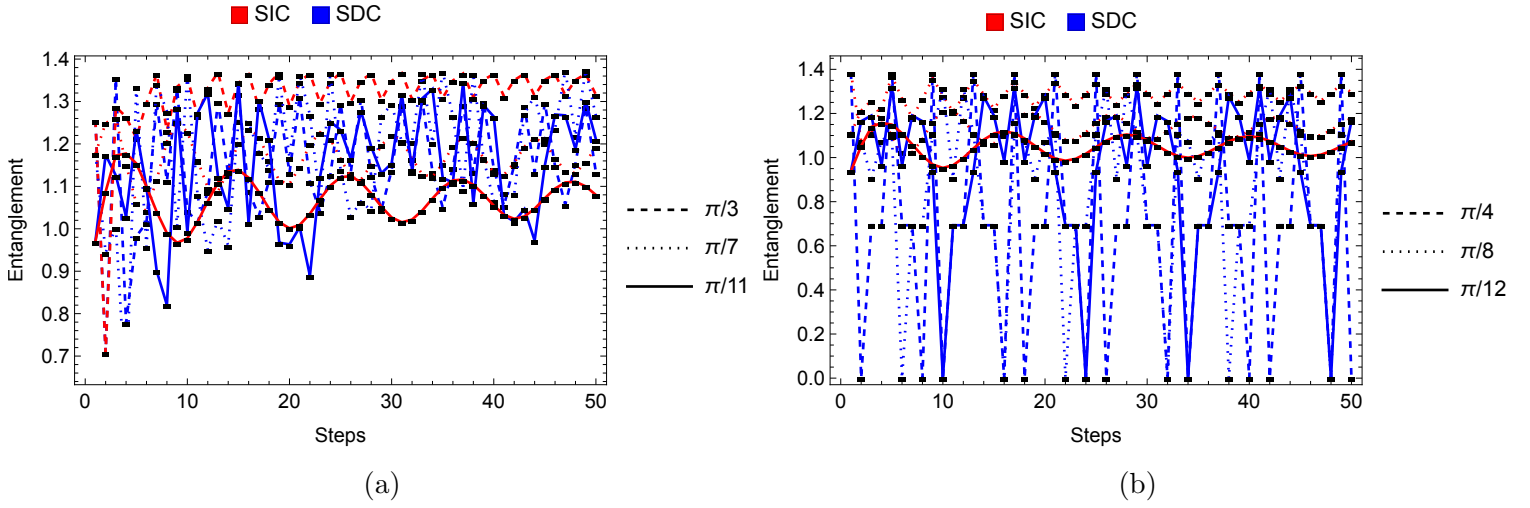 SIC SDC
1.4
1.3
1.2
1.1
1.0
0.9
0.8
0.7
Entanglement
0 10 20 30 40 50
Steps
π/3
π/7
π/11
(a)
SIC SDC
1.4
1.2
1.0
0.8
0.6
0.4
0.2
0.0
Entanglement
0 10 20 30 40 50
Steps
π/4
π/8
π/12
(b)